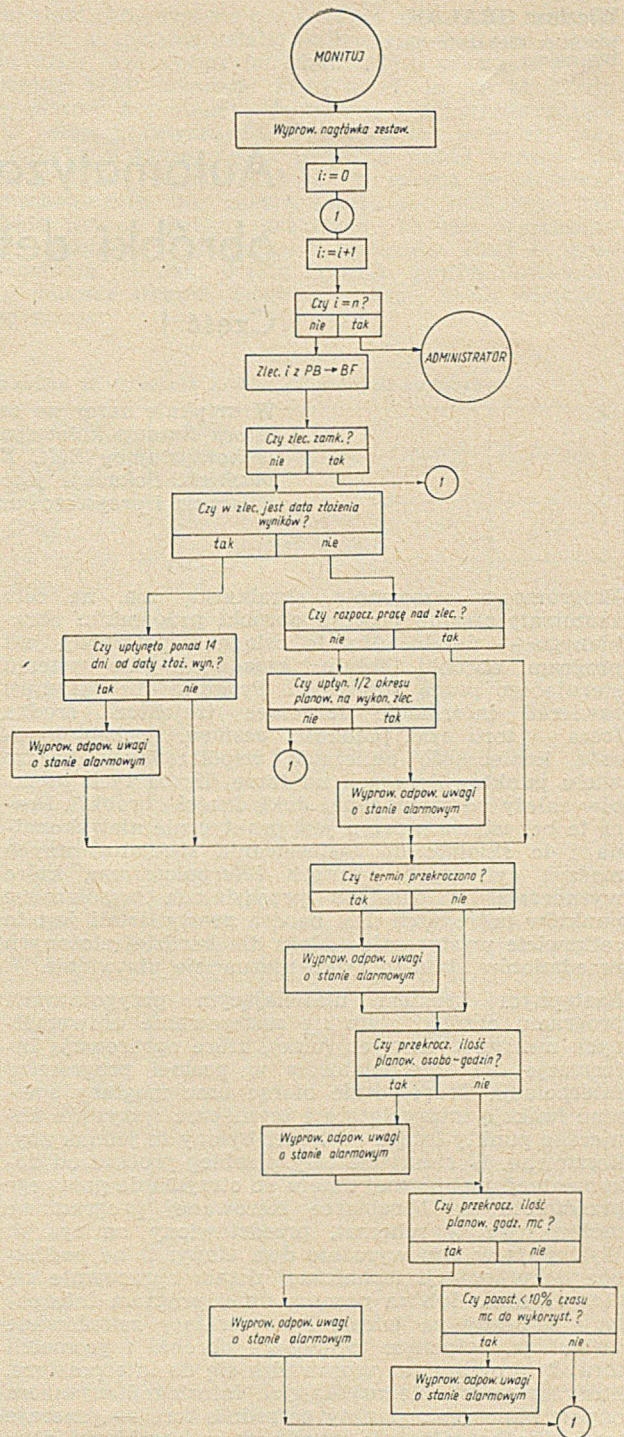 MONITUJ
Wyprow. nagłówka zestaw.
i:=0
1
i:=i+1
Czy i=n?
nie tak
ADMINISTRATOR
Zlec. i z PB→BF
Czy zlec. zamk.?
nie tak
1
Czy w zlec. jest data złożenia
wyników?
tak nie
Czy rozpocz. pracę nad zlec.?
nie tak
Czy upłynęło ponad 14
dni od daty złoż. wyn.?
tak nie
Czy upłyn. 1/2 okresu
planow. na wykon. zlec.
nie tak
Wyprow. odpow. uwagi
o stanie alarmowym
1
Wyprow. odpow. uwagi
o stanie alarmowym
Czy termin przekroczono?
tak nie
Wyprow. odpow. uwagi
o stanie alarmowym
Czy przekrocz. ilość
planow. osobo-godzin?
tak nie
Wyprow. odpow. uwagi
o stanie alarmowym
Czy przekrocz. ilość
planow. godz. mc?
tak nie
Czy pozost. <10% czasu
mc do wykorzyst.?
tak nie
Wyprow. odpow. uwagi
o stanie alarmowym
Wyprow. odpow. uwagi
o stanie alarmowym
1